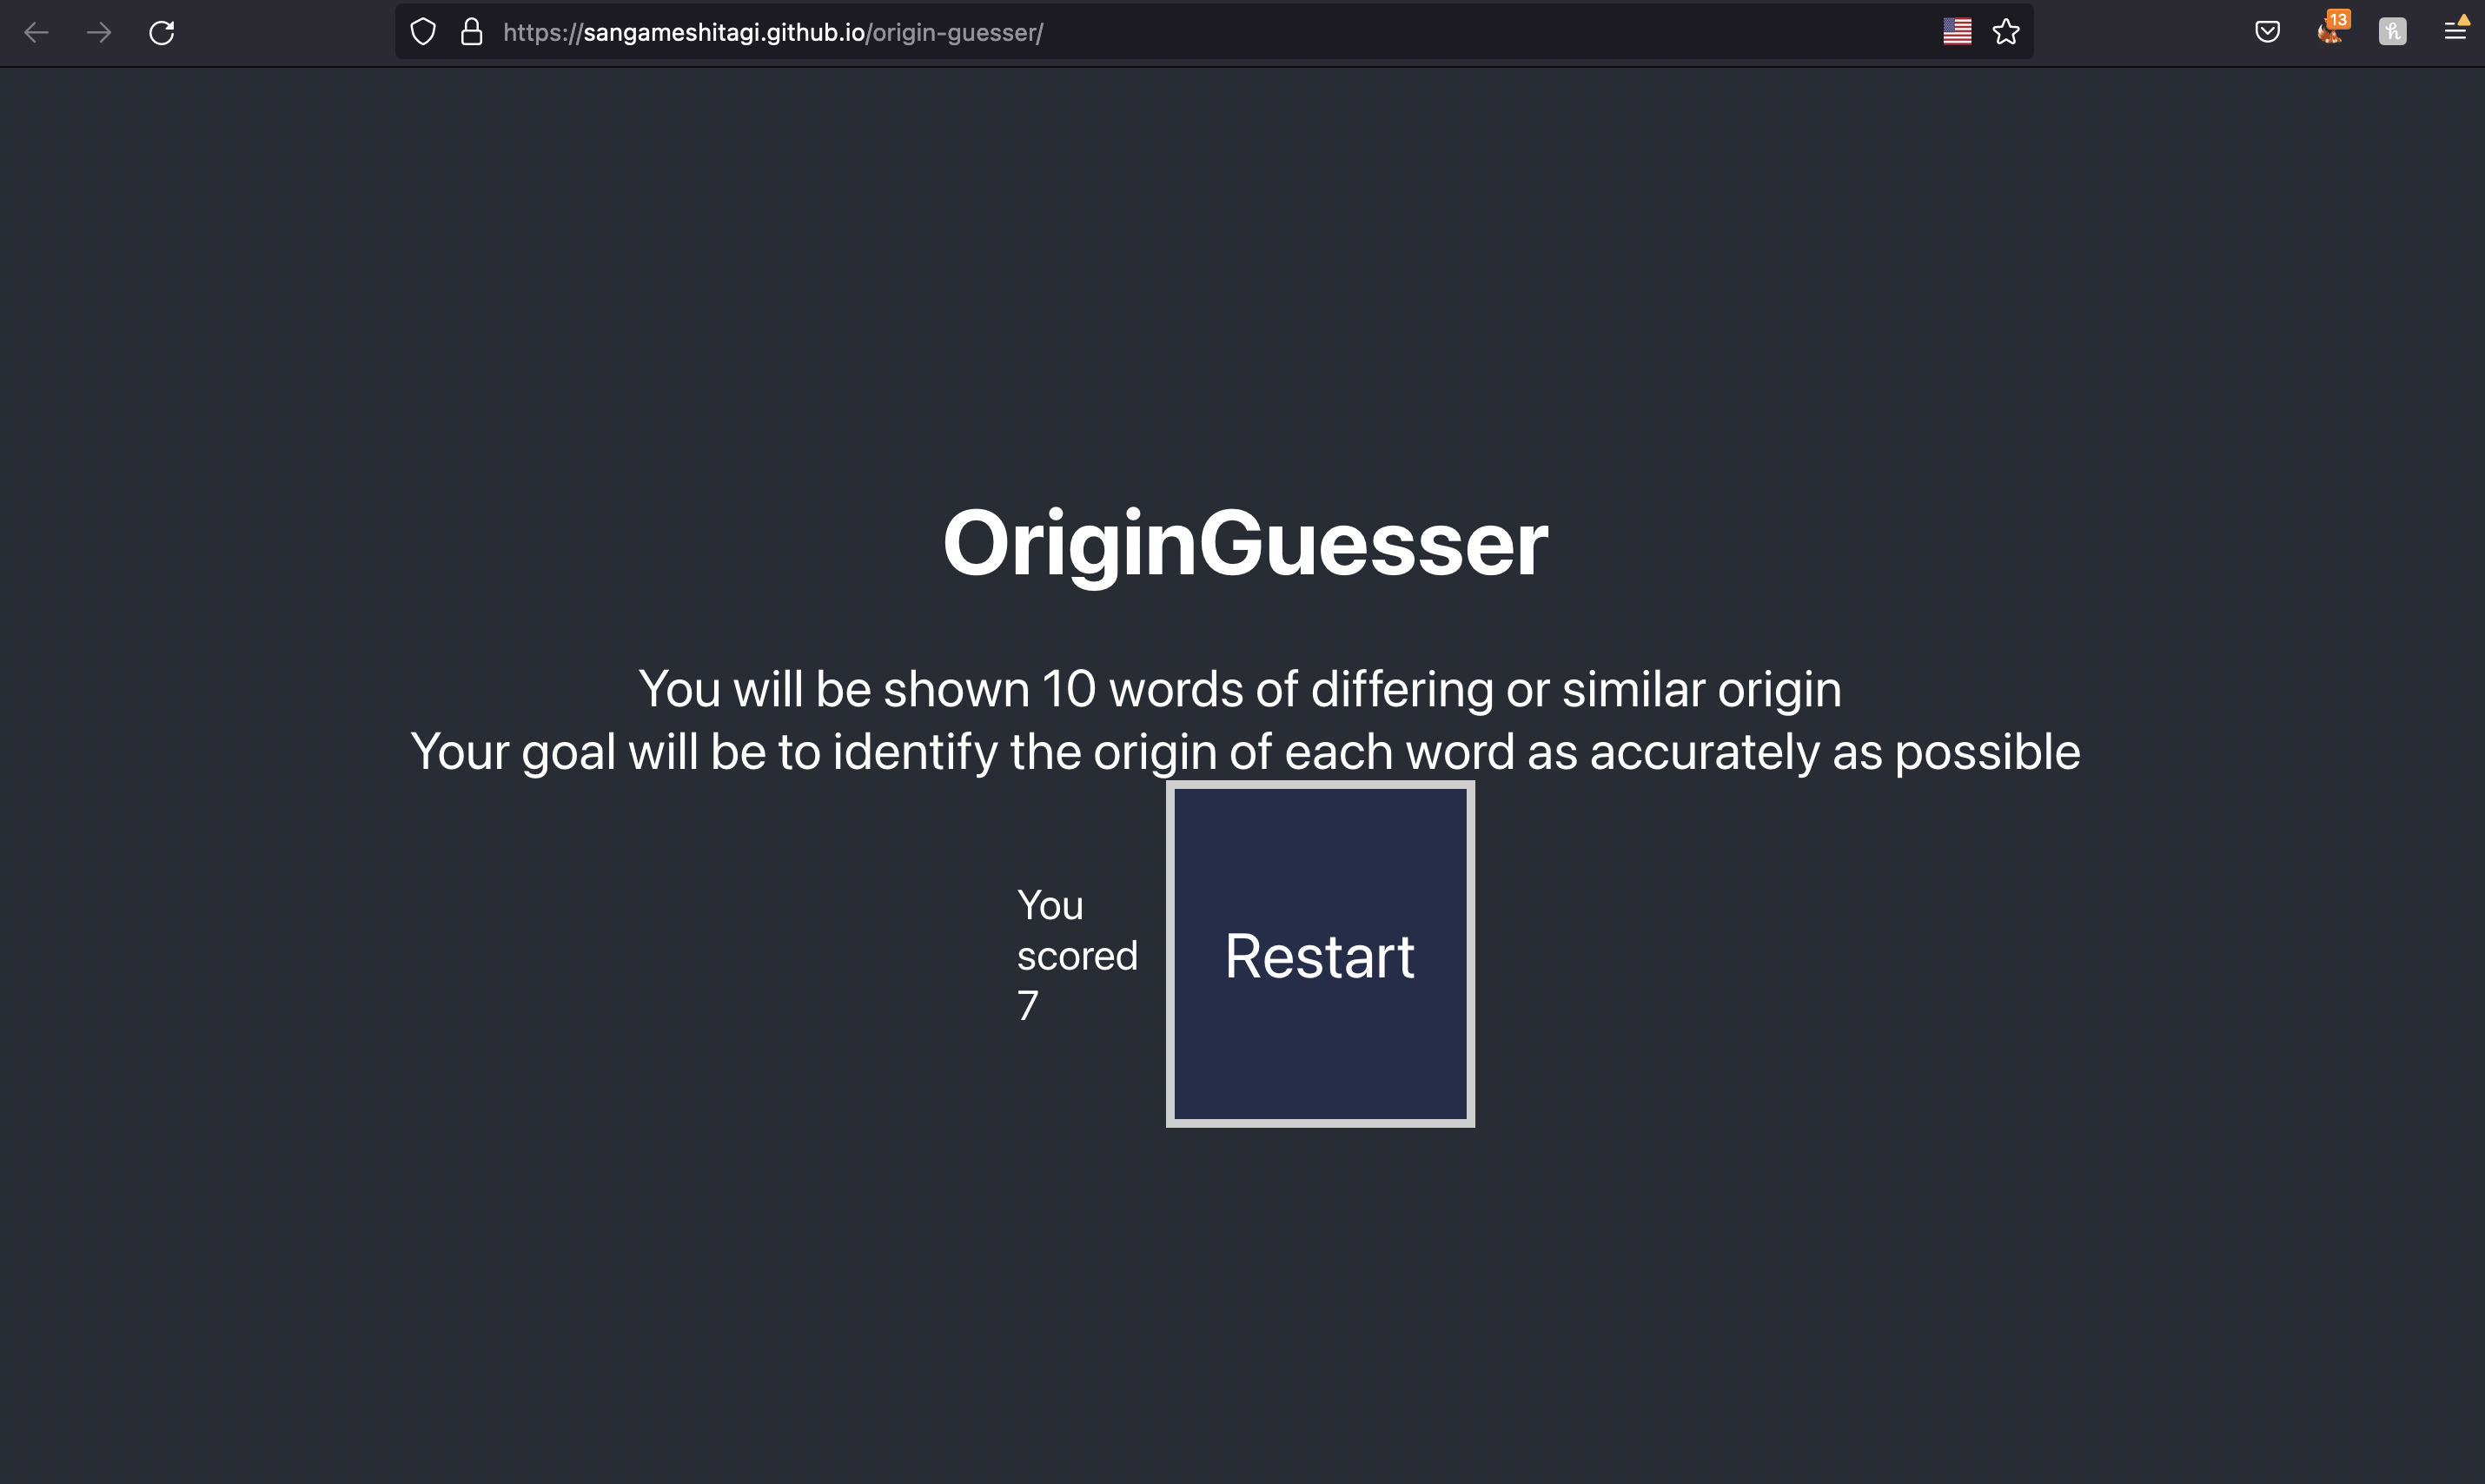 https://sangameshitagi.github.io/origin-guesser/
13
h
OriginGuesser
You will be shown 10 words of differing or similar origin
Your goal will be to identify the origin of each word as accurately as possible
You
scored
7
Restart